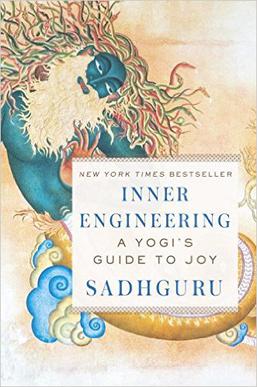 NEW YORK TIMES BESTSELLER
INNER
ENGINEERING
A YOGI'S
GUIDE TO JOY
SADHGURU